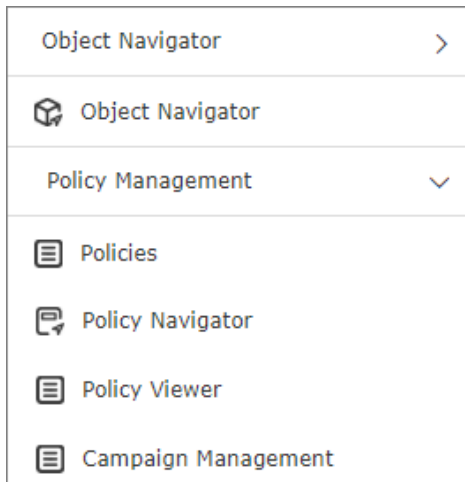 Object Navigator
Object Navigator
Policy Management
Policies
Policy Navigator
Policy Viewer
Campaign Management